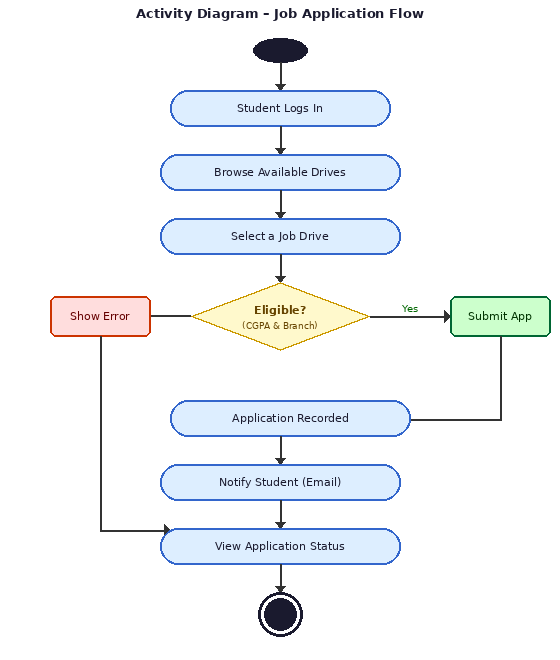 Activity Diagram – Job Application Flow
Student Logs In
Browse Available Drives
Select a Job Drive
Eligible?
(CGPA & Branch)
Show Error
Yes
Submit App
Application Recorded
Notify Student (Email)
View Application Status